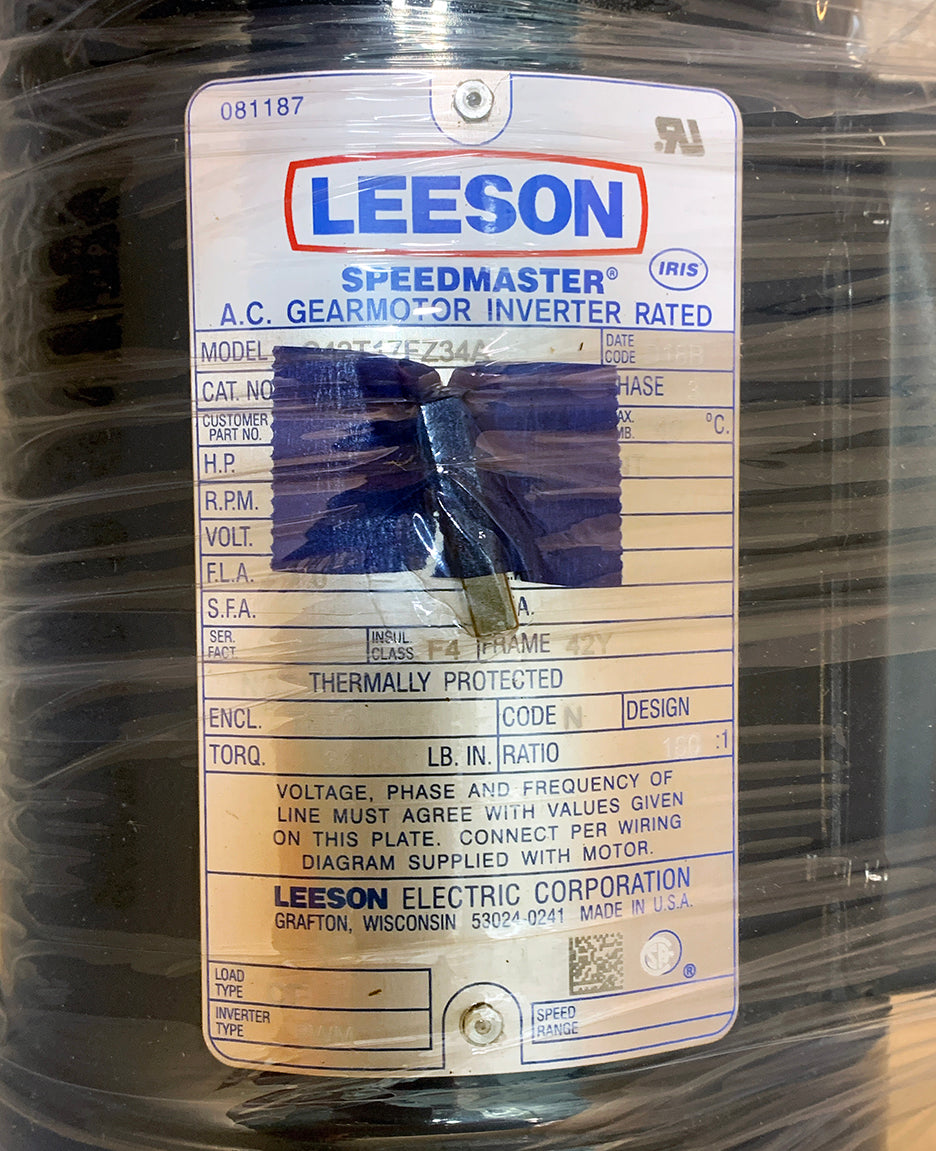 081187
LEESON
SPEEDMASTER®
IRIS
A.C. GEARMOTOR INVERTER RATED
MODEL
DATE CODE
CAT. NO
CUSTOMER PART NO.
°C.
H.P.
R.P.M.
VOLT.
F.L.A.
S.F.A.
SER. FACT.
INSUL. CLASS F4
FRAME 42Y
THERMALLY PROTECTED
ENCL.
CODE N
DESIGN
TORQ. LB. IN.
RATIO :1
VOLTAGE, PHASE AND FREQUENCY OF
LINE MUST AGREE WITH VALUES GIVEN
ON THIS PLATE. CONNECT PER WIRING
DIAGRAM SUPPLIED WITH MOTOR.
LEESON ELECTRIC CORPORATION
GRAFTON, WISCONSIN 53024-0241 MADE IN U.S.A.
®
LOAD TYPE
INVERTER TYPE
SPEED RANGE